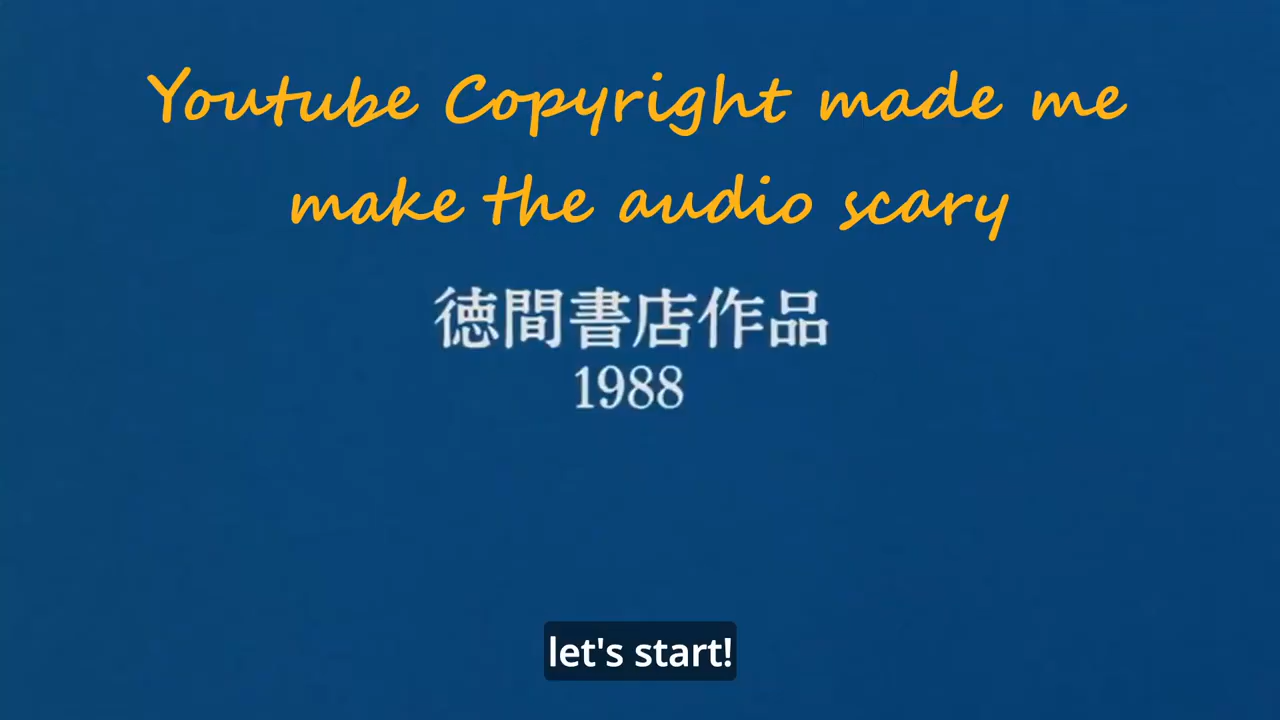 Youtube Copyright made me
make the audio scary
徳間書店作品
1988
let's start!